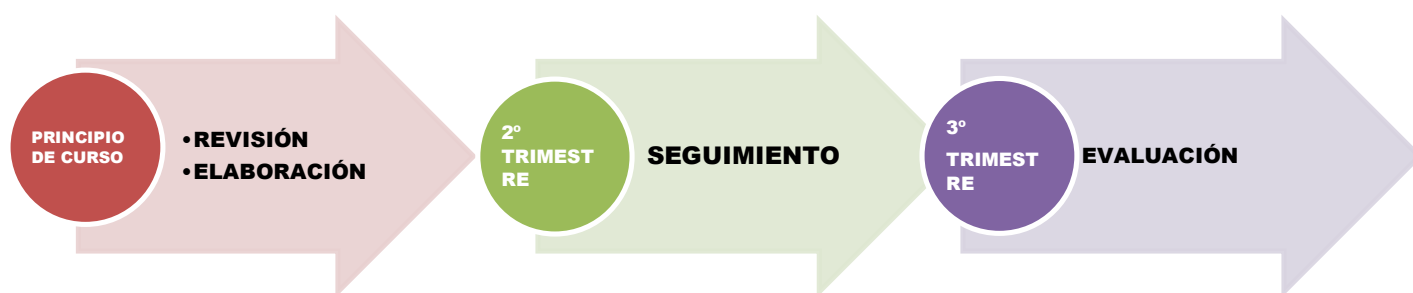 PRINCIPIO
DE CURSO
•REVISIÓN
•ELABORACIÓN
2º
TRIMEST
RE
SEGUIMIENTO
3º
TRIMEST
RE
EVALUACIÓN